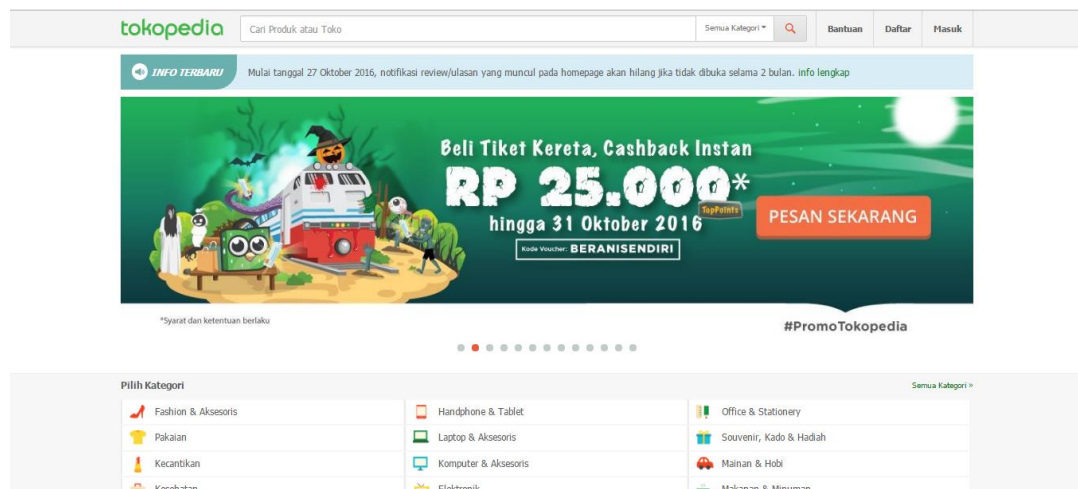 tokopedia
Cari Produk atau Toko
Semua Kategori
Bantuan
Daftar
Masuk
INFO TERBARU
Mulai tanggal 27 Oktober 2016, notifikasi review/ulasan yang muncul pada homepage akan hilang jika tidak dibuka selama 2 bulan. info lengkap
Beli Tiket Kereta, Cashback Instan
RP 25.000*
TopPoints
hingga 31 Oktober 2016
PESAN SEKARANG
Kode Voucher: BERANISENDIRI
*Syarat dan ketentuan berlaku
#PromoTokopedia
Pilih Kategori
Semua Kategori »
Fashion & Aksesoris
Handphone & Tablet
Office & Stationery
Pakaian
Laptop & Aksesoris
Souvenir, Kado & Hadiah
Kecantikan
Komputer & Aksesoris
Mainan & Hobi
Kesehatan
Elektronik
Makanan & Minuman